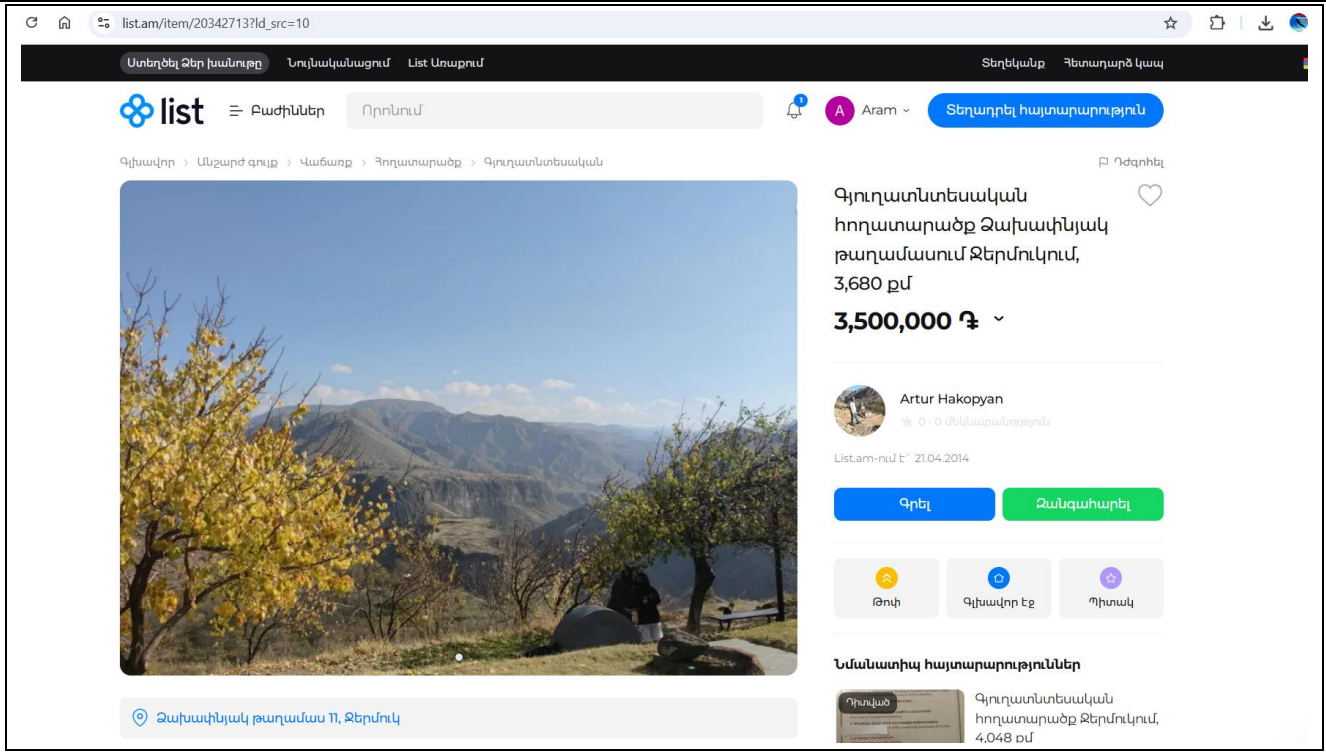 list.am/item/20342713?ld_src=10
Ստեղծել Ձեր խանութը Նույնականացում List Առաքում Տեղեկանք Հետադարձ կապ
list Բաժիններ Որոնում 1 A Aram Տեղադրել հայտարարություն
Գլխավոր > Անշարժ գույք > Վաճառք > Հողատարածք > Գյուղատնտեսական Դժգոհել
Գյուղատնտեսական
հողատարածք Ձախափնյակ
թաղամասում Ջերմուկում,
3,680 քմ
3,500,000 ֏
Artur Hakopyan
★ 0 · 0 մեկնաբանություն
List.am-ում է՝ 21.04.2014
Գրել Զանգահարել
Թոփ Գլխավոր էջ Պիտակ
Նմանատիպ հայտարարություններ
Դիտված
Գյուղատնտեսական
հողատարածք Ջերմուկում,
4,048 քմ
Ձախափնյակ թաղամաս 11, Ջերմուկ